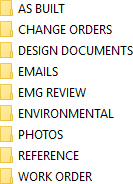 AS BUILT
CHANGE ORDERS
DESIGN DOCUMENTS
EMAILS
EMG REVIEW
ENVIRONMENTAL
PHOTOS
REFERENCE
WORK ORDER